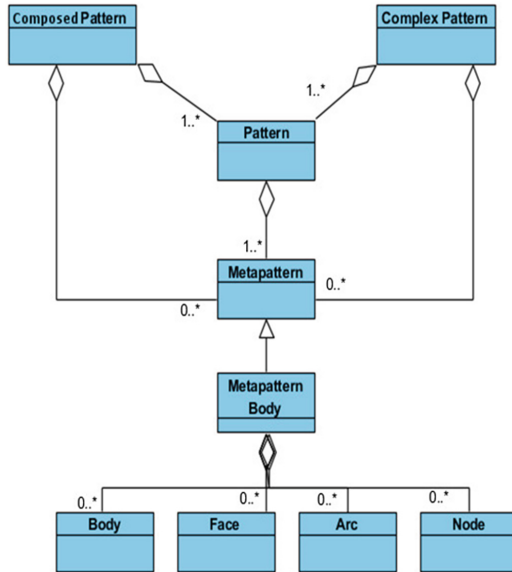 Composed Pattern
Complex Pattern
1..*
1..*
Pattern
1..*
Metapattern
0..*
0..*
Metapattern
Body
0..*
0..*
0..*
0..*
Body
Face
Arc
Node